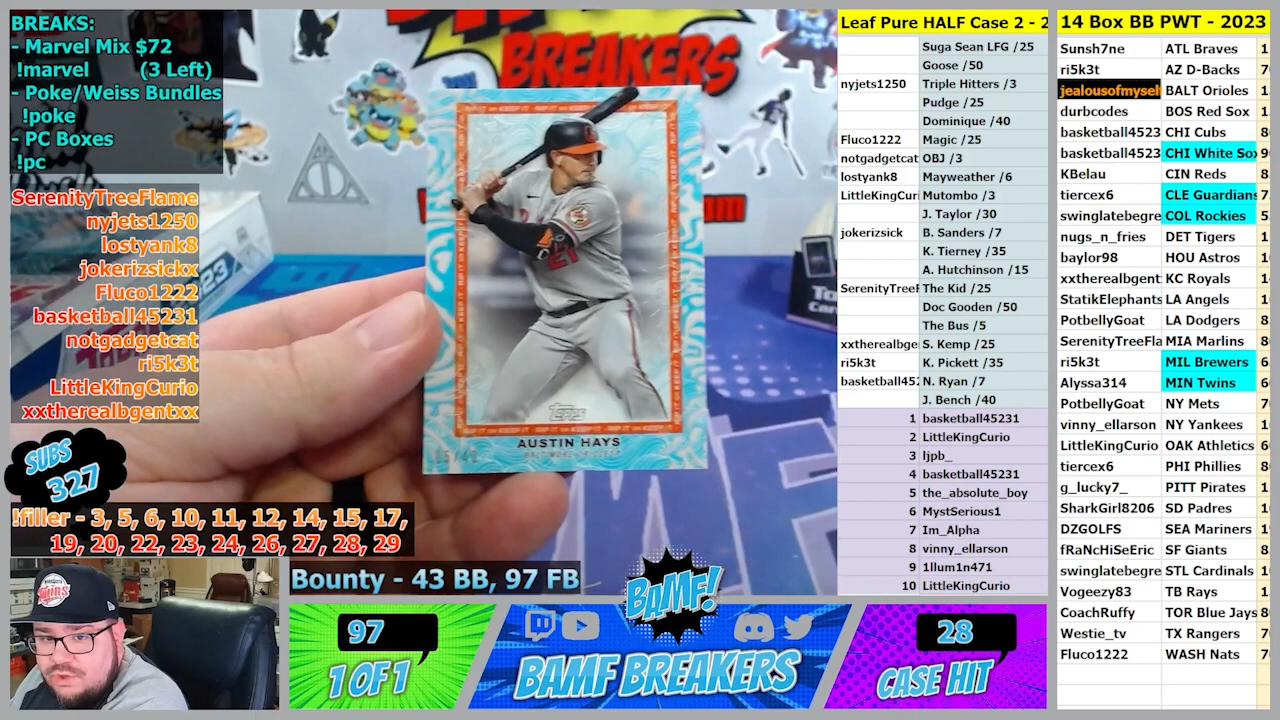 BREAKS:
- Marvel Mix $72
!marvel (3 Left)
- Poke/Weiss Bundles
!poke
- PC Boxes
!pc
SerenityTreeFlame
nyjets1250
lostyank8
jokerizsickx
Fluco1222
basketball45231
notgadgetcat
ri5k3t
LittleKingCurio
xxtherealbgentxx
SUBS
327
!filler - 3, 5, 6, 10, 11, 12, 14, 15, 17,
19, 20, 22, 23, 24, 26, 27, 28, 29
BREAKERS
21
Topps
AUSTIN HAYS
Bounty - 43 BB, 97 FB
BAMF!
97
1 OF 1
BAMF BREAKERS
28
CASE HIT
Leaf Pure HALF Case 2 - 2
Suga Sean LFG /25
Goose /50
nyjets1250 Triple Hitters /3
Pudge /25
Dominique /40
Fluco1222 Magic /25
notgadgetcat OBJ /3
lostyank8 Mayweather /6
LittleKingCuri Mutombo /3
J. Taylor /30
jokerizsick B. Sanders /7
K. Tierney /35
A. Hutchinson /15
SerenityTreeF The Kid /25
Doc Gooden /50
The Bus /5
xxtherealbge S. Kemp /25
ri5k3t K. Pickett /35
basketball452 N. Ryan /7
J. Bench /40
1 basketball45231
2 LittleKingCurio
3 ljpb_
4 basketball45231
5 the_absolute_boy
6 MystSerious1
7 Im_Alpha
8 vinny_ellarson
9 1llum1n471
10 LittleKingCurio
14 Box BB PWT - 2023
Sunsh7ne ATL Braves
ri5k3t AZ D-Backs
jealousofmyself BALT Orioles
durbcodes BOS Red Sox
basketball4523 CHI Cubs
basketball4523 CHI White Sox
KBelau CIN Reds
tiercex6 CLE Guardians
swinglatebegre COL Rockies
nugs_n_fries DET Tigers
baylor98 HOU Astros
xxtherealbgent KC Royals
StatikElephants LA Angels
PotbellyGoat LA Dodgers
SerenityTreeFla MIA Marlins
ri5k3t MIL Brewers
Alyssa314 MIN Twins
PotbellyGoat NY Mets
vinny_ellarson NY Yankees
LittleKingCurio OAK Athletics
tiercex6 PHI Phillies
g_lucky7_ PITT Pirates
SharkGirl8206 SD Padres
DZGOLFS SEA Mariners
fRaNcHiSeEric SF Giants
swinglatebegre STL Cardinals
Vogeezy83 TB Rays
CoachRuffy TOR Blue Jays
Westie_tv TX Rangers
Fluco1222 WASH Nats